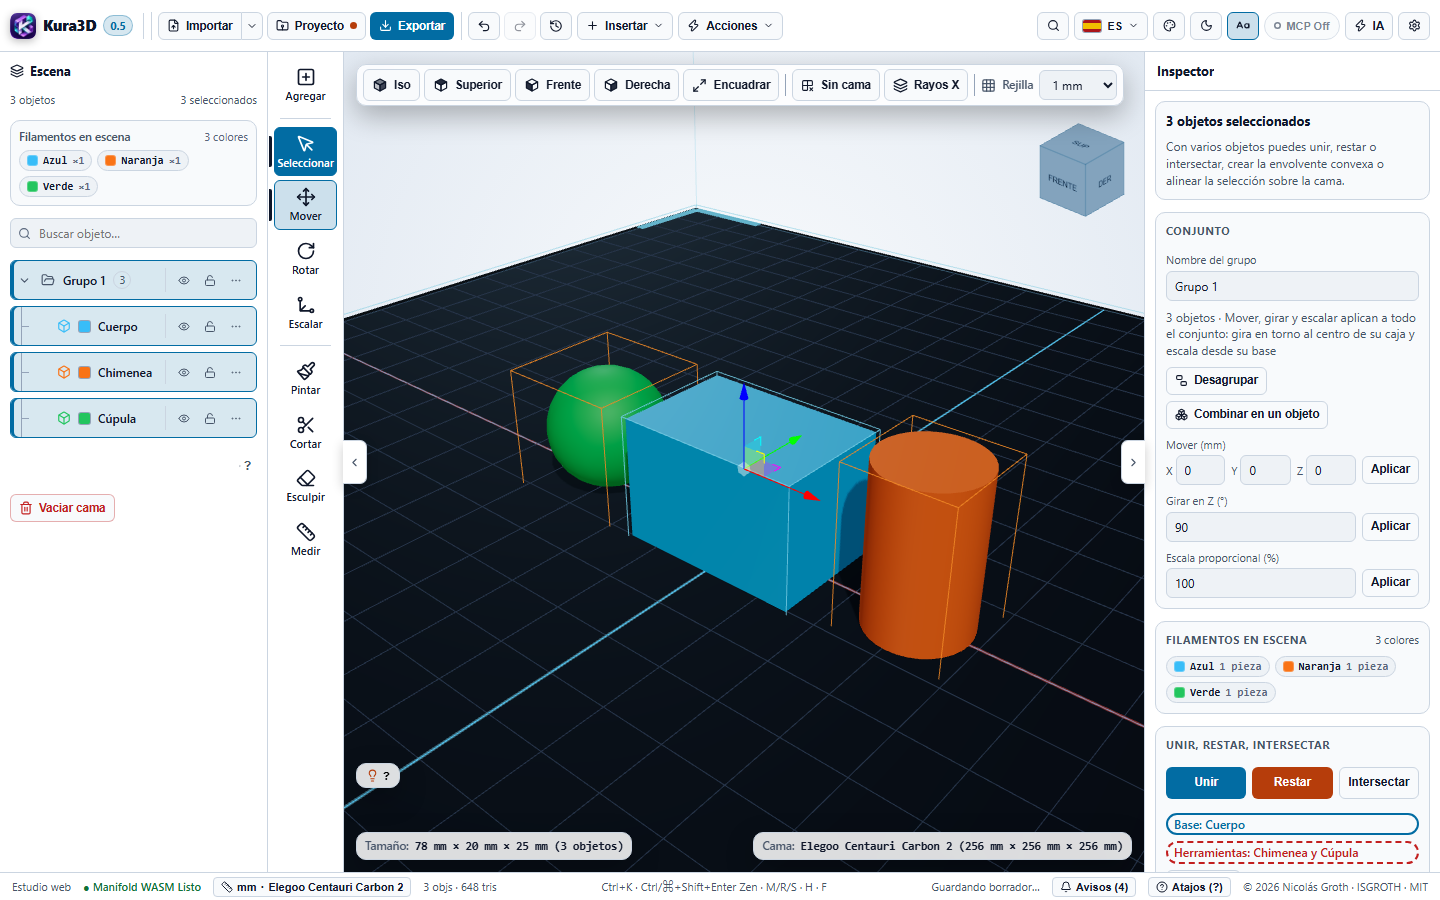 Kura3D 0.5 Importar Proyecto Exportar Insertar Acciones ES Aa MCP Off IA
Escena
3 objetos 3 seleccionados
Filamentos en escena 3 colores
Azul ×1 Naranja ×1
Verde ×1
Buscar objeto...
Grupo 1 3
Cuerpo
Chimenea
Cúpula
?
Vaciar cama
Agregar
Seleccionar
Mover
Rotar
Escalar
Pintar
Cortar
Esculpir
Medir
Iso Superior Frente Derecha Encuadrar Sin cama Rayos X Rejilla 1 mm
SUP
FRENTE DER
?
Tamaño: 78 mm × 20 mm × 25 mm (3 objetos)
Cama: Elegoo Centauri Carbon 2 (256 mm × 256 mm × 256 mm)
Inspector
3 objetos seleccionados
Con varios objetos puedes unir, restar o
intersectar, crear la envolvente convexa o
alinear la selección sobre la cama.
CONJUNTO
Nombre del grupo
Grupo 1
3 objetos · Mover, girar y escalar aplican a todo
el conjunto: gira en torno al centro de su caja y
escala desde su base
Desagrupar
Combinar en un objeto
Mover (mm)
X 0 Y 0 Z 0 Aplicar
Girar en Z (°)
90 Aplicar
Escala proporcional (%)
100 Aplicar
FILAMENTOS EN ESCENA 3 colores
Azul 1 pieza Naranja 1 pieza
Verde 1 pieza
UNIR, RESTAR, INTERSECTAR
Unir Restar Intersectar
Base: Cuerpo
Herramientas: Chimenea y Cúpula
Estudio web ● Manifold WASM Listo mm · Elegoo Centauri Carbon 2 3 objs · 648 tris Ctrl+K · Ctrl/⌘+Shift+Enter Zen · M/R/S · H · F Guardando borrador... Avisos (4) Atajos (?) © 2026 Nicolás Groth · ISGROTH · MIT